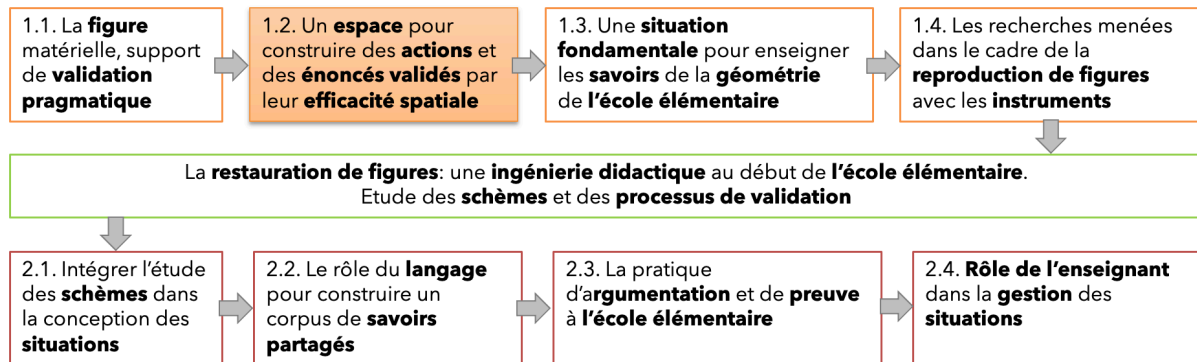 1.1. La figure
matérielle, support
de validation
pragmatique
1.2. Un espace pour
construire des actions et
des énoncés validés par
leur efficacité spatiale
1.3. Une situation
fondamentale pour enseigner
les savoirs de la géométrie
de l'école élémentaire
1.4. Les recherches menées
dans le cadre de la
reproduction de figures
avec les instruments
La restauration de figures: une ingénierie didactique au début de l'école élémentaire.
Etude des schèmes et des processus de validation
2.1. Intégrer l'étude
des schèmes dans
la conception des
situations
2.2. Le rôle du langage
pour construire un
corpus de savoirs
partagés
2.3. La pratique
d'argumentation et de preuve
à l'école élémentaire
2.4. Rôle de l'enseignant
dans la gestion des
situations